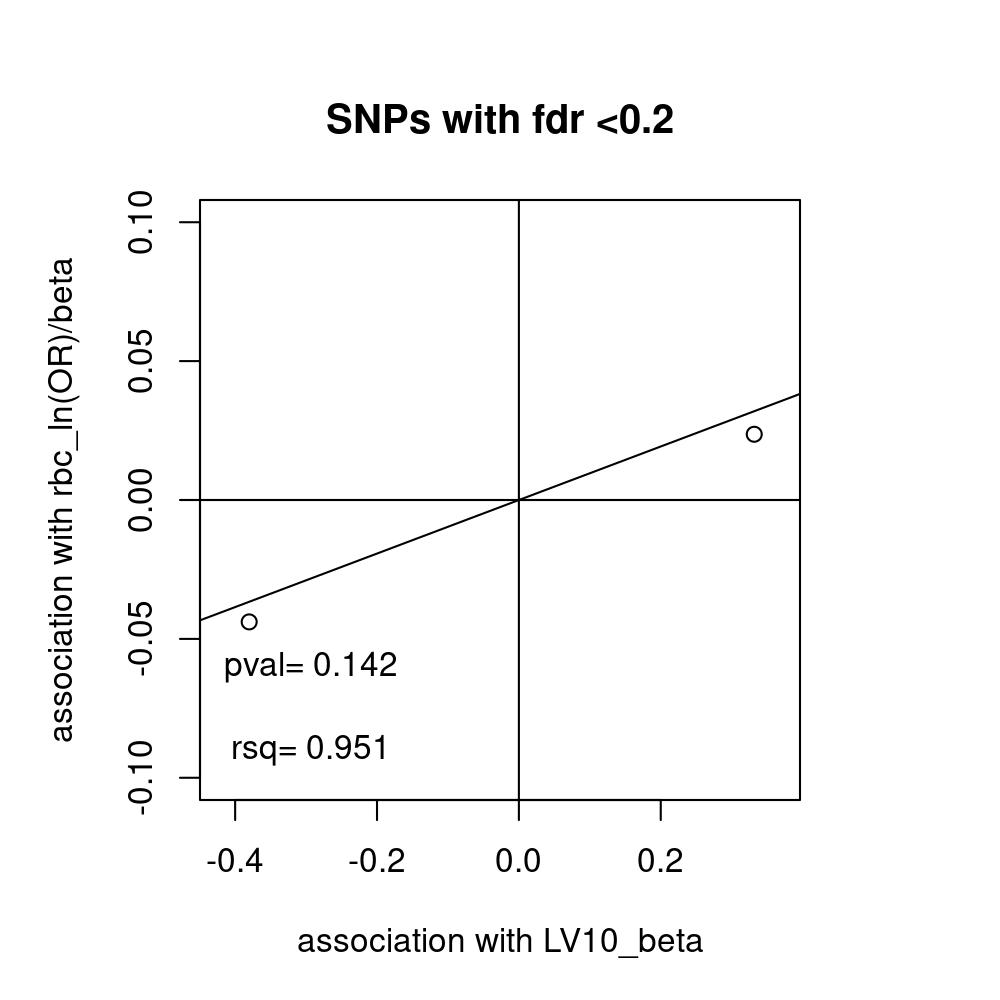 SNPs with fdr <0.2
association with rbc_ln(OR)/beta
0.10
0.05
0.00
-0.05
-0.10
pval= 0.142
rsq= 0.951
-0.4 -0.2 0.0 0.2
association with LV10_beta